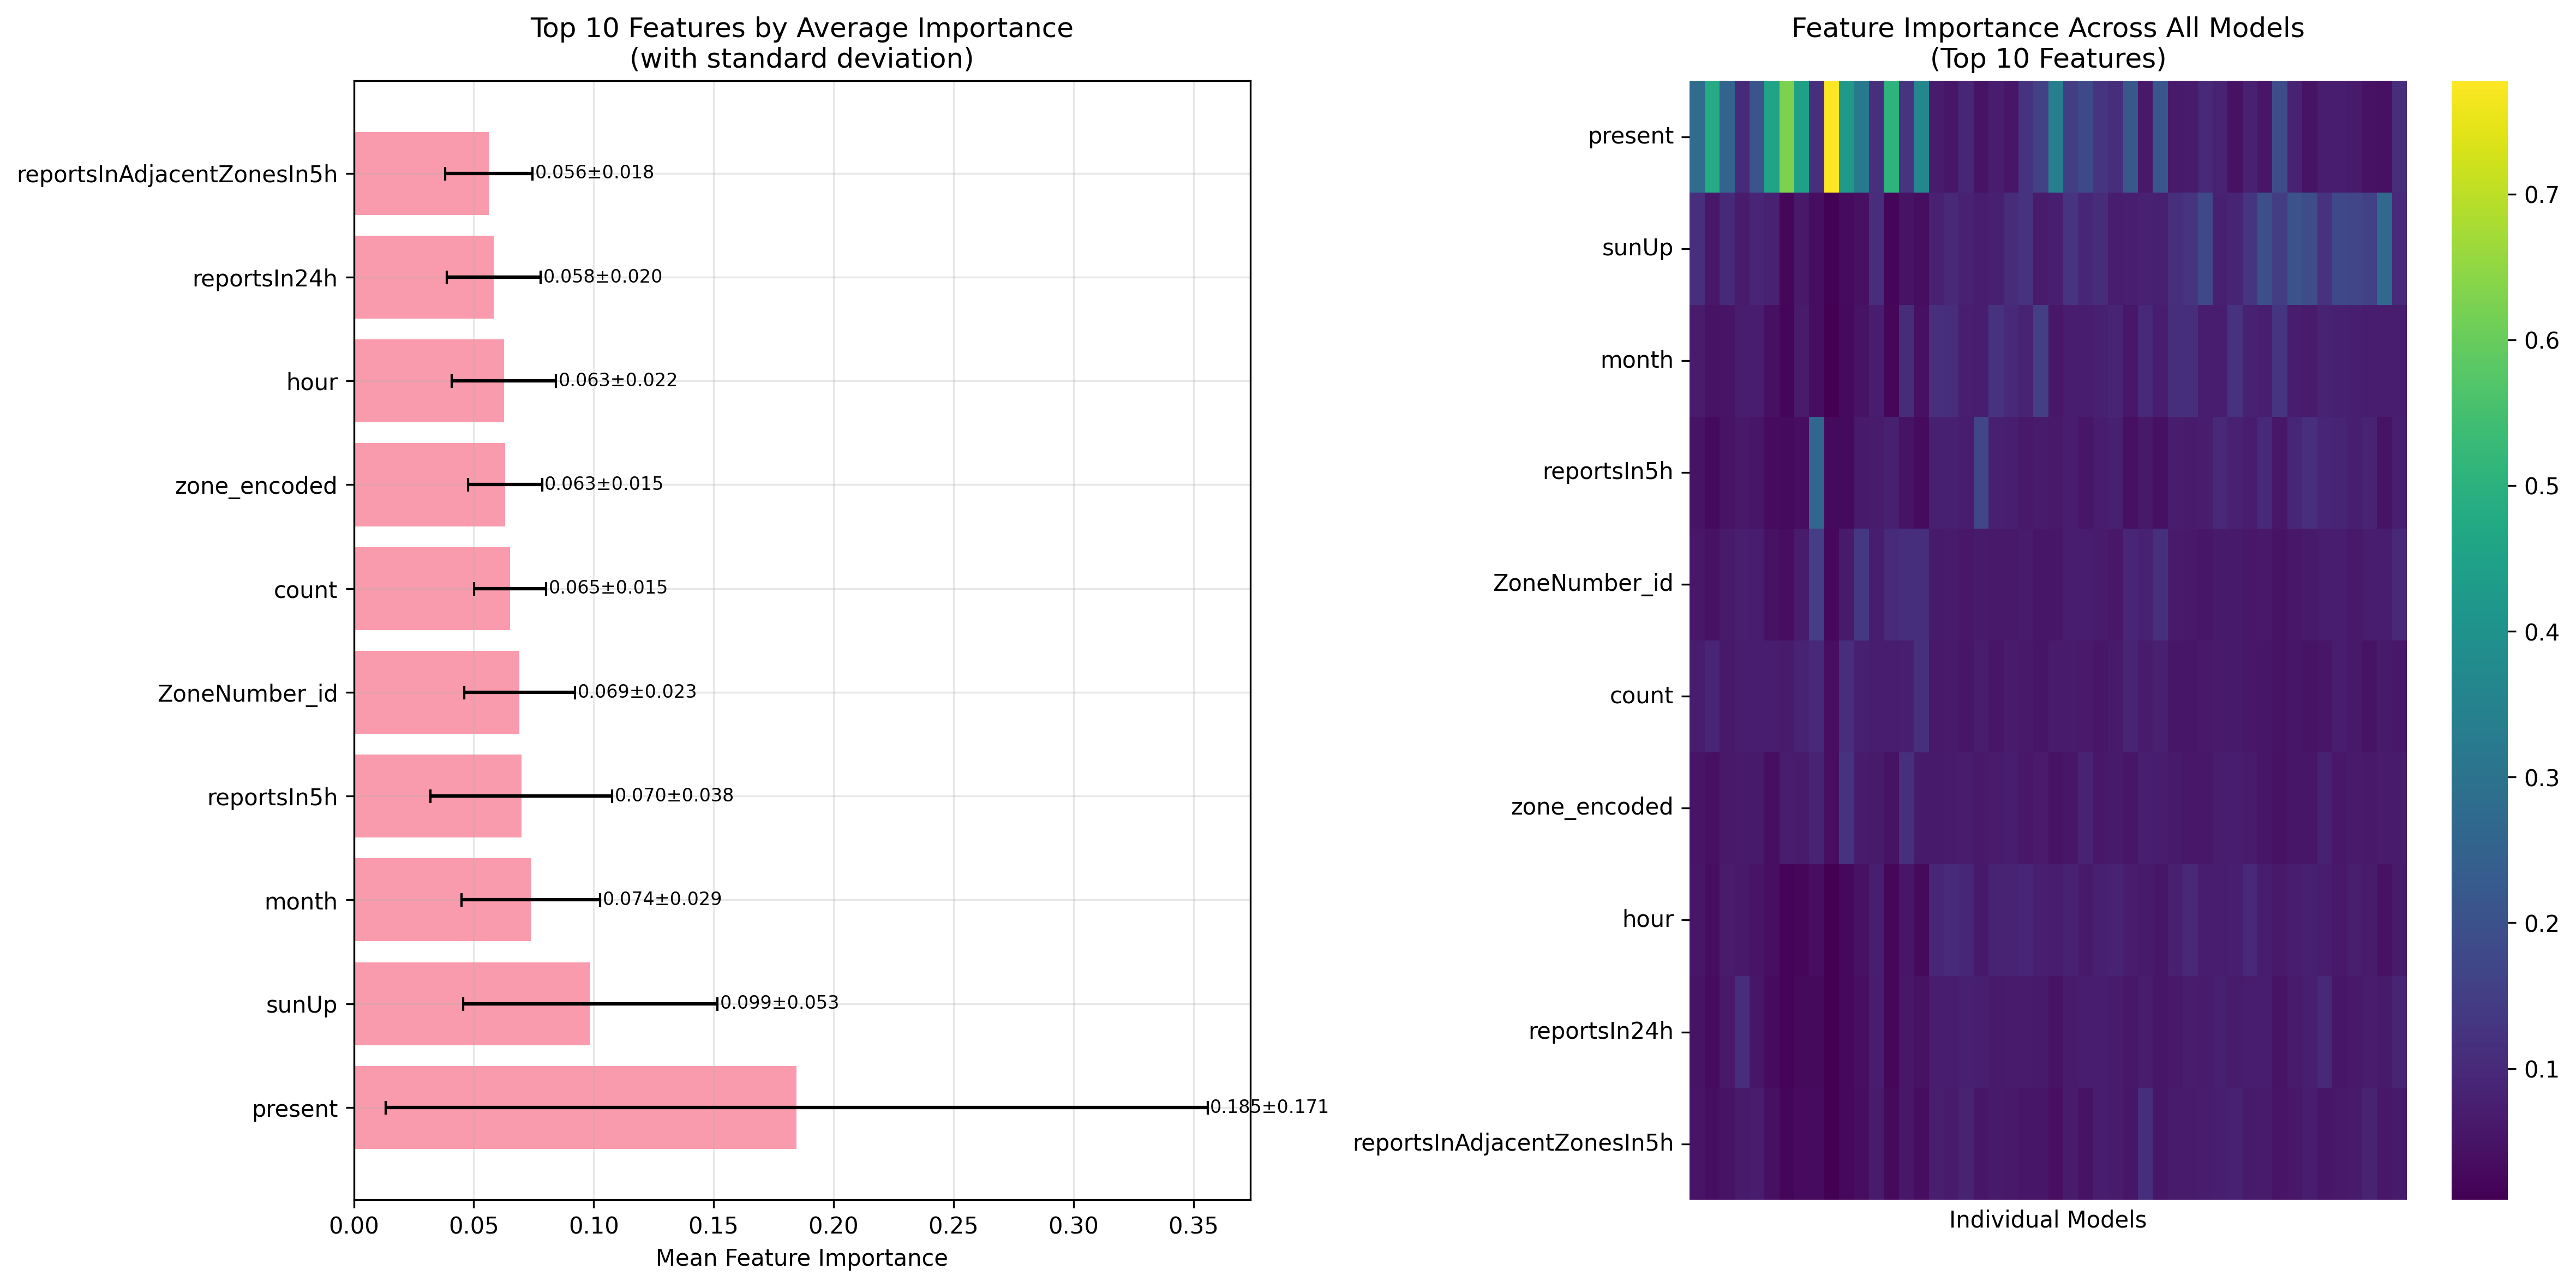 Top 10 Features by Average Importance
(with standard deviation)
reportsInAdjacentZonesIn5h
0.056±0.018
reportsIn24h
0.058±0.020
hour
0.063±0.022
zone_encoded
0.063±0.015
count
0.065±0.015
ZoneNumber_id
0.069±0.023
reportsIn5h
0.070±0.038
month
0.074±0.029
sunUp
0.099±0.053
present
0.185±0.171
0.00 0.05 0.10 0.15 0.20 0.25 0.30 0.35
Mean Feature Importance
Feature Importance Across All Models
(Top 10 Features)
present
sunUp
month
reportsIn5h
ZoneNumber_id
count
zone_encoded
hour
reportsIn24h
reportsInAdjacentZonesIn5h
Individual Models
0.7
0.6
0.5
0.4
0.3
0.2
0.1